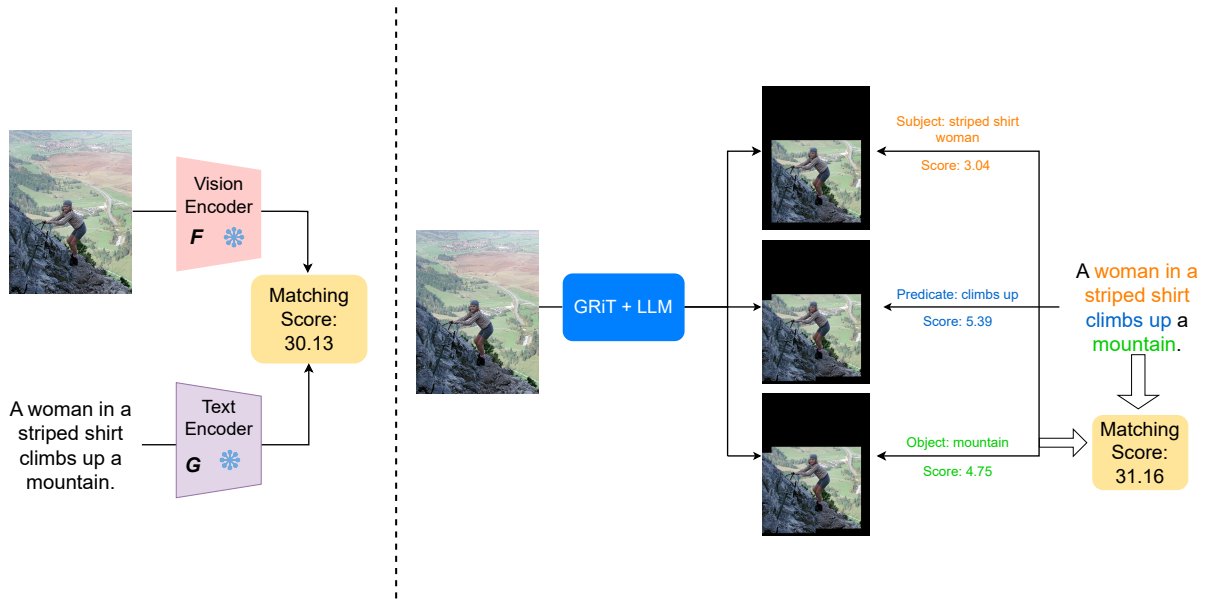 Vision
Encoder
F
Matching
Score:
30.13
A woman in a
striped shirt
climbs up a
mountain.
Text
Encoder
G
GRiT + LLM
Subject: striped shirt
woman
Score: 3.04
Predicate: climbs up
Score: 5.39
Object: mountain
Score: 4.75
A woman in a
striped shirt
climbs up a
mountain.
Matching
Score:
31.16